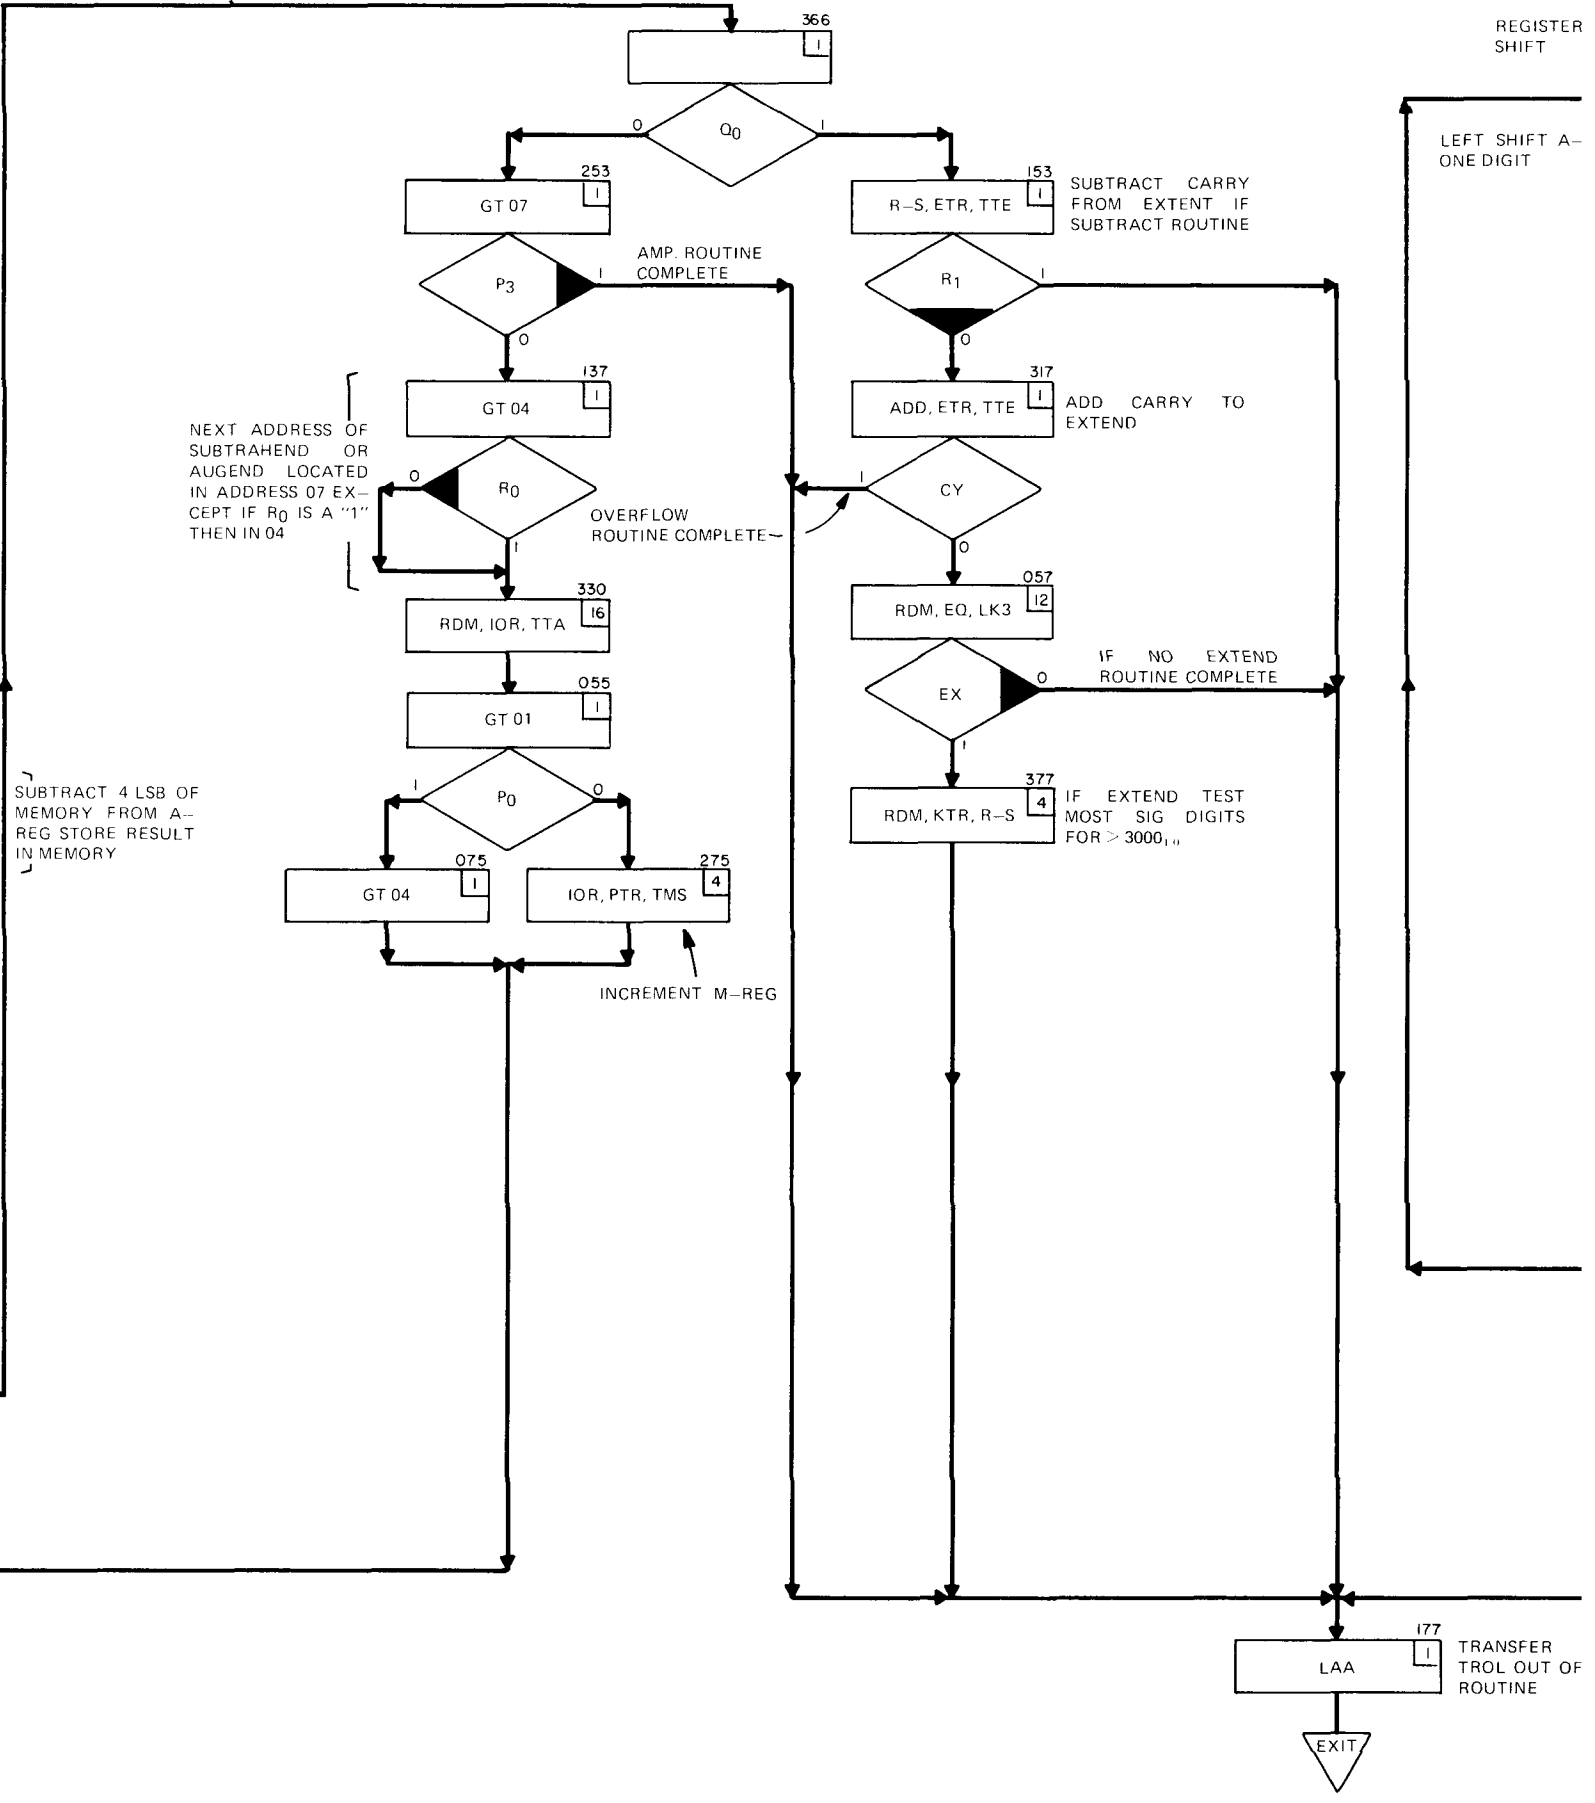 366
1
REGISTER
SHIFT
Q0
0
1
LEFT SHIFT A–
ONE DIGIT
253
1
GT 07
153
1
R–S, ETR, TTE
SUBTRACT CARRY
FROM EXTENT IF
SUBTRACT ROUTINE
P3
1
0
AMP. ROUTINE
COMPLETE
R1
1
0
137
1
GT 04
317
1
ADD, ETR, TTE
ADD CARRY TO
EXTEND
NEXT ADDRESS OF
SUBTRAHEND OR
AUGEND LOCATED
IN ADDRESS 07 EX–
CEPT IF R0 IS A "1"
THEN IN 04
0
R0
1
1
CY
0
OVERFLOW
ROUTINE COMPLETE
330
16
RDM, IOR, TTA
057
12
RDM, EQ, LK3
IF NO EXTEND
ROUTINE COMPLETE
EX
0
1
055
1
GT 01
1
P0
0
SUBTRACT 4 LSB OF
MEMORY FROM A–
REG STORE RESULT
IN MEMORY
377
4
RDM, KTR, R–S
IF EXTEND TEST
MOST SIG DIGITS
FOR > 3000₁₀
075
1
GT 04
275
4
IOR, PTR, TMS
INCREMENT M–REG
177
1
LAA
TRANSFER
TROL OUT OF
ROUTINE
EXIT